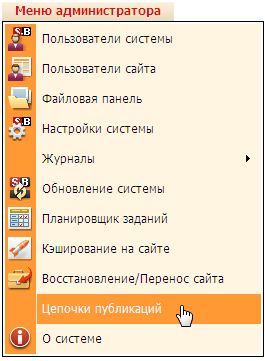 Меню администратора
Пользователи системы
Пользователи сайта
Файловая панель
Настройки системы
Журналы
Обновление системы
Планировщик заданий
Кэширование на сайте
Восстановление/Перенос сайта
Цепочки публикаций
О системе